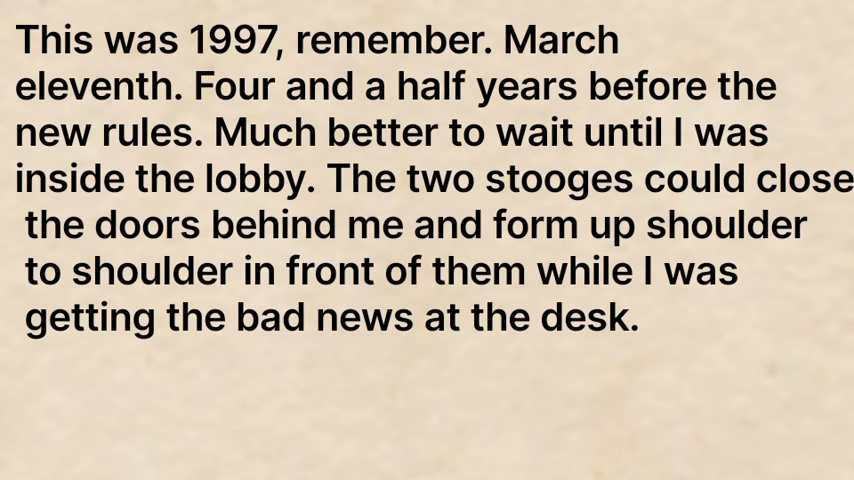 This was 1997, remember. March
eleventh. Four and a half years before the
new rules. Much better to wait until I was
inside the lobby. The two stooges could close
the doors behind me and form up shoulder
to shoulder in front of them while I was
getting the bad news at the desk.